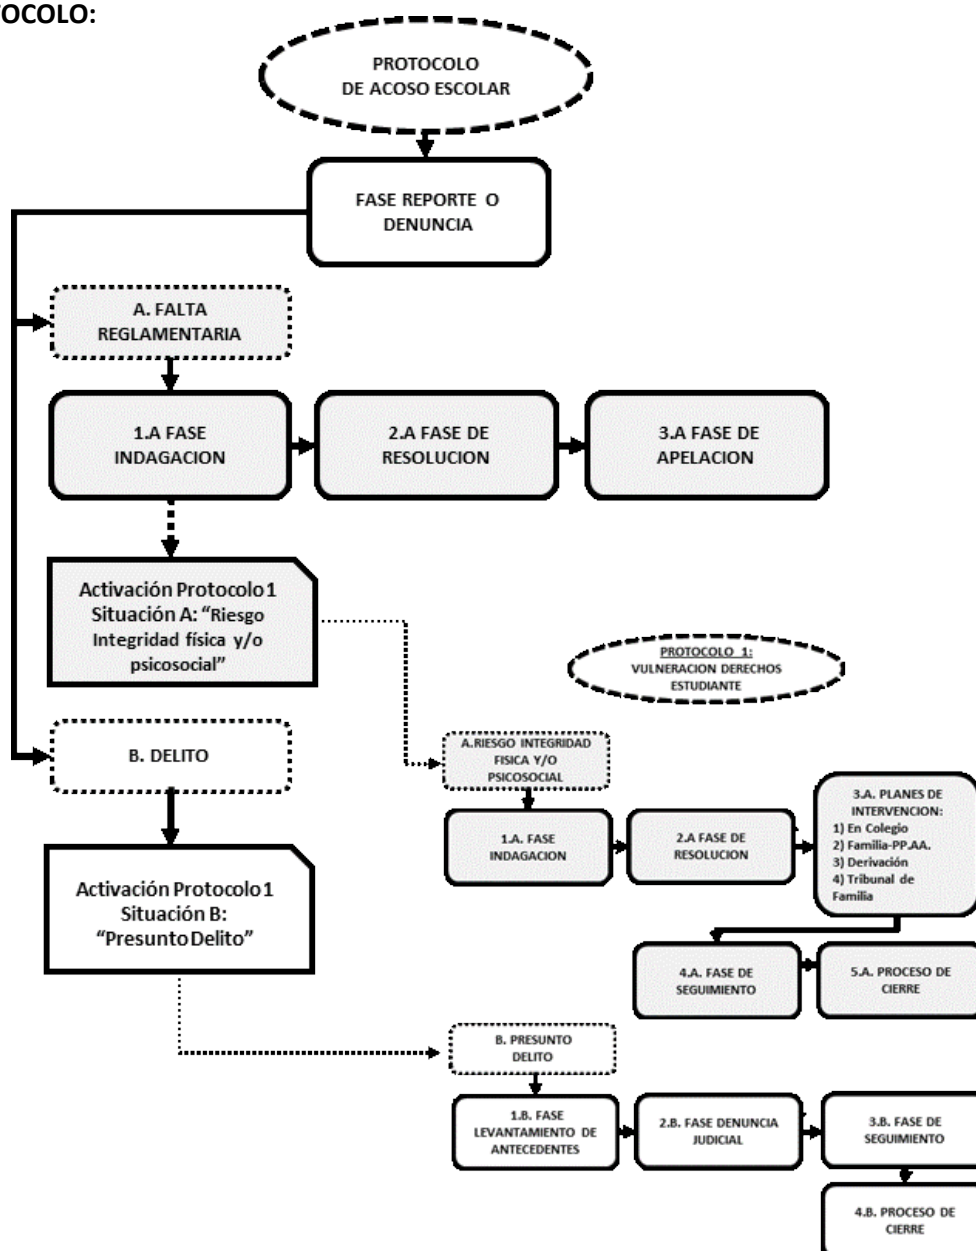 TOCOLO:
PROTOCOLO
DE ACOSO ESCOLAR
FASE REPORTE O
DENUNCIA
A. FALTA
REGLAMENTARIA
1.A FASE
INDAGACION
2.A FASE DE
RESOLUCION
3.A FASE DE
APELACION
Activación Protocolo 1
Situación A: “Riesgo
Integridad física y/o
psicosocial”
PROTOCOLO 1:
VULNERACION DERECHOS
ESTUDIANTE
B. DELITO
A.RIESGO INTEGRIDAD
FISICA Y/O
PSICOSOCIAL
1.A. FASE
INDAGACION
2.A FASE DE
RESOLUCION
3.A. PLANES DE
INTERVENCION:
1) En Colegio
2) Familia-PP.AA.
3) Derivación
4) Tribunal de
Familia
Activación Protocolo 1
Situación B:
“Presunto Delito”
4.A. FASE DE
SEGUIMIENTO
5.A. PROCESO DE
CIERRE
B. PRESUNTO
DELITO
1.B. FASE
LEVANTAMIENTO DE
ANTECEDENTES
2.B. FASE DENUNCIA
JUDICIAL
3.B. FASE DE
SEGUIMIENTO
4.B. PROCESO DE
CIERRE